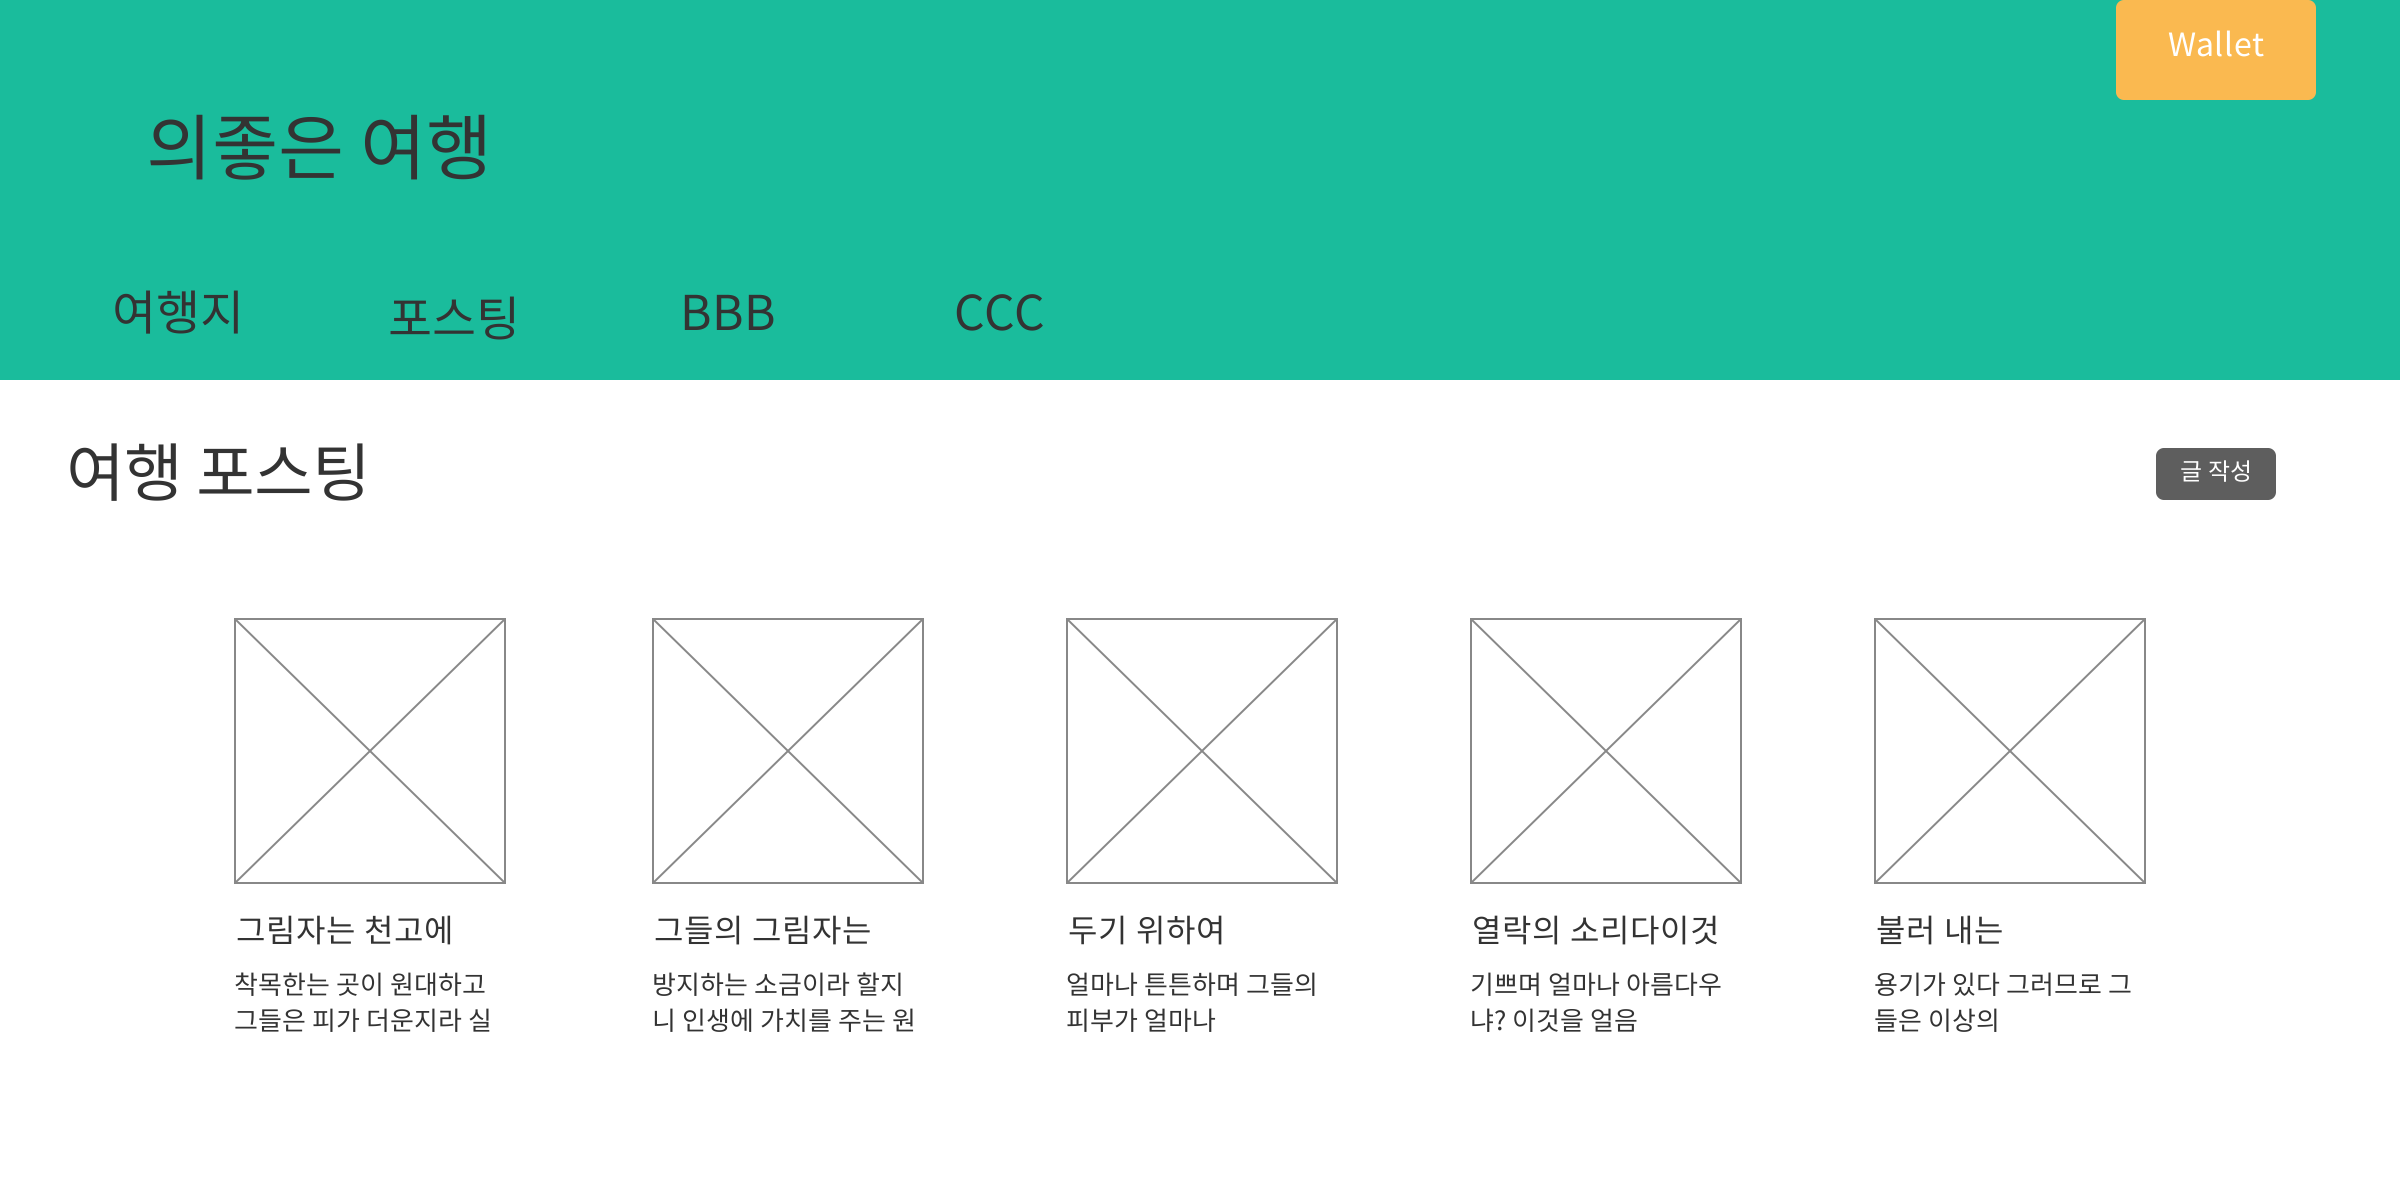 Wallet
의좋은 여행
여행지
포스팅
BBB
CCC
여행 포스팅
글 작성
그림자는 천고에
착목한는 곳이 원대하고
그들은 피가 더운지라 실
그들의 그림자는
방지하는 소금이라 할지
니 인생에 가치를 주는 원
두기 위하여
얼마나 튼튼하며 그들의
피부가 얼마나
열락의 소리다이것
기쁘며 얼마나 아름다우
냐? 이것을 얼음
불러 내는
용기가 있다 그러므로 그
들은 이상의